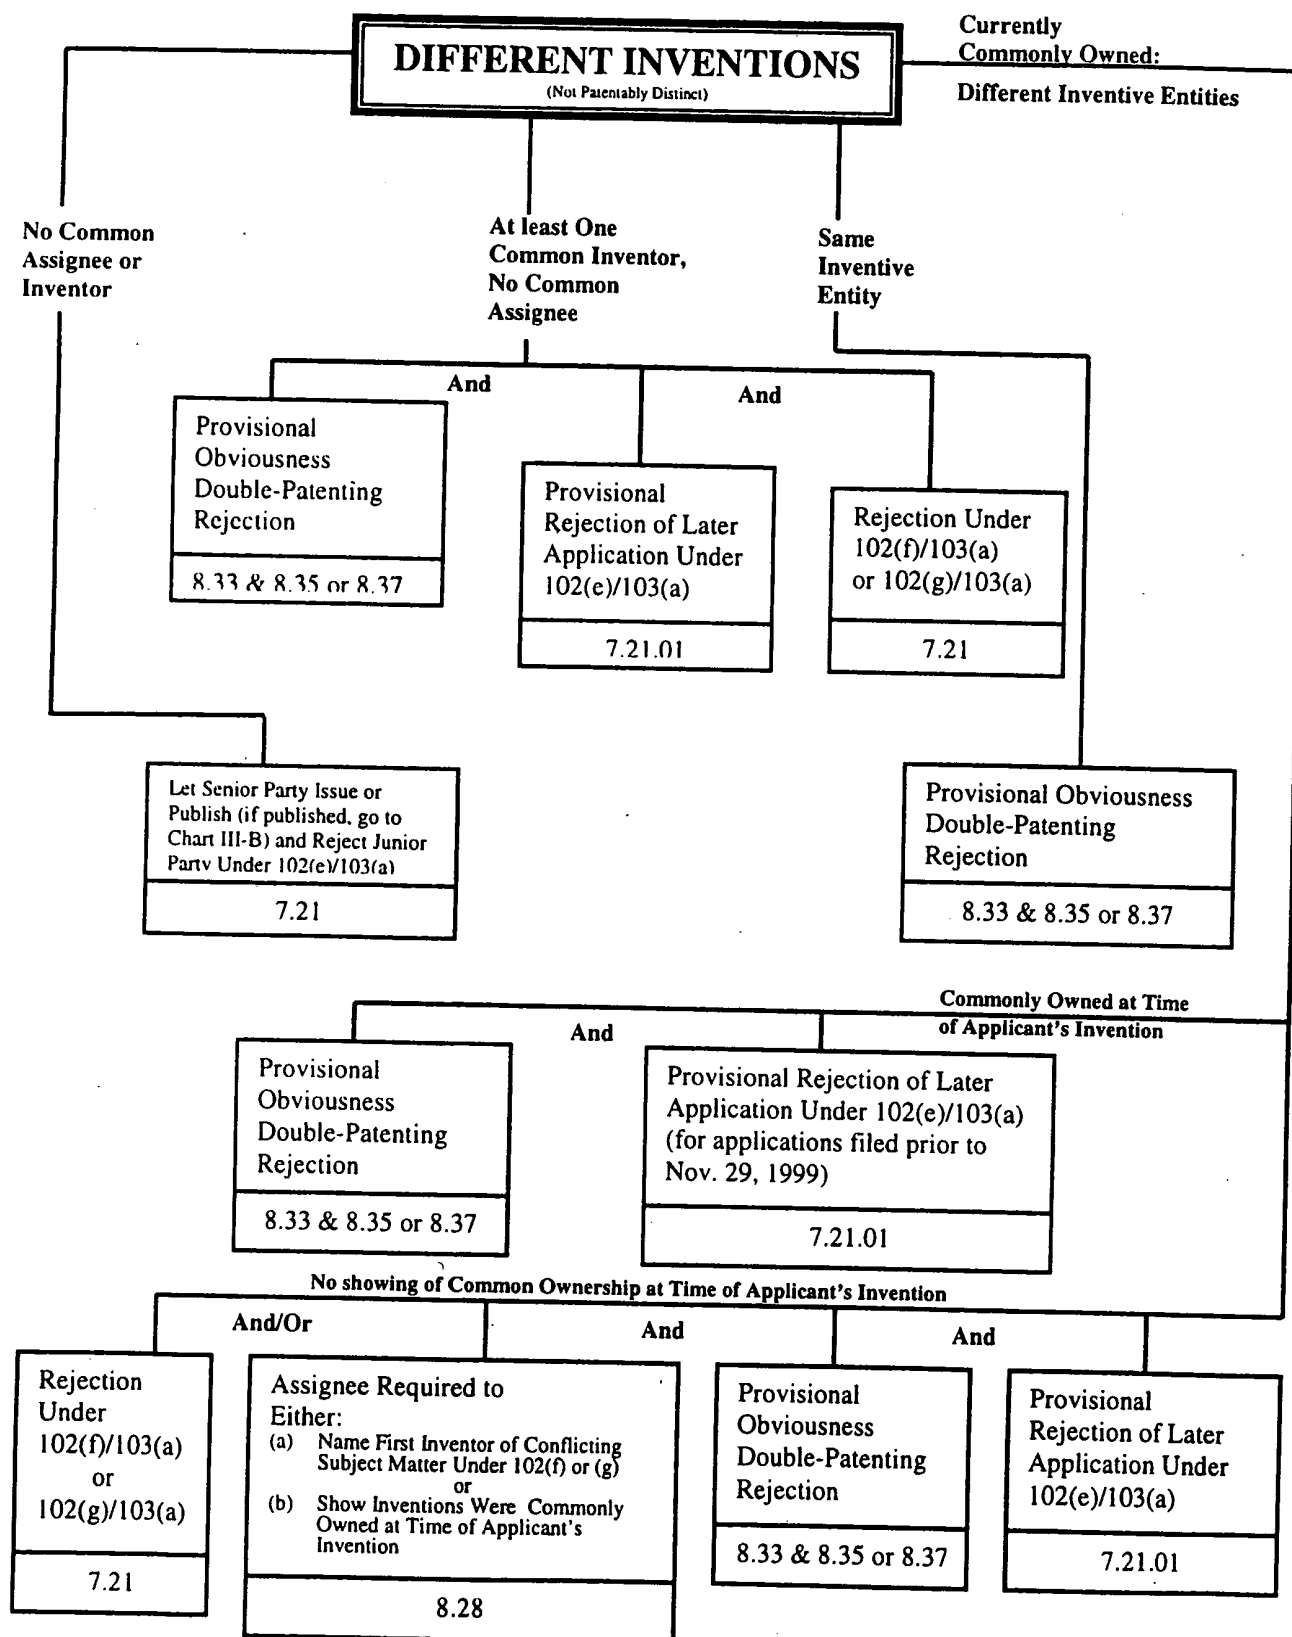 DIFFERENT INVENTIONS
(Not Patentably Distinct)
Currently
Commonly Owned:
Different Inventive Entities
No Common
Assignee or
Inventor
At least One
Common Inventor,
No Common
Assignee
Same
Inventive
Entity
And
And
Provisional
Obviousness
Double-Patenting
Rejection
8.33 & 8.35 or 8.37
Provisional
Rejection of Later
Application Under
102(e)/103(a)
7.21.01
Rejection Under
102(f)/103(a)
or 102(g)/103(a)
7.21
Let Senior Party Issue or
Publish (if published, go to
Chart III-B) and Reject Junior
Party Under 102(e)/103(a)
7.21
Provisional Obviousness
Double-Patenting
Rejection
8.33 & 8.35 or 8.37
Commonly Owned at Time
of Applicant's Invention
And
Provisional
Obviousness
Double-Patenting
Rejection
8.33 & 8.35 or 8.37
Provisional Rejection of Later
Application Under 102(e)/103(a)
(for applications filed prior to
Nov. 29, 1999)
7.21.01
No showing of Common Ownership at Time of Applicant's Invention
And/Or
And
And
Rejection
Under
102(f)/103(a)
or
102(g)/103(a)
7.21
Assignee Required to
Either:
(a) Name First Inventor of Conflicting
Subject Matter Under 102(f) or (g)
or
(b) Show Inventions Were Commonly
Owned at Time of Applicant's
Invention
8.28
Provisional
Obviousness
Double-Patenting
Rejection
8.33 & 8.35 or 8.37
Provisional
Rejection of Later
Application Under
102(e)/103(a)
7.21.01